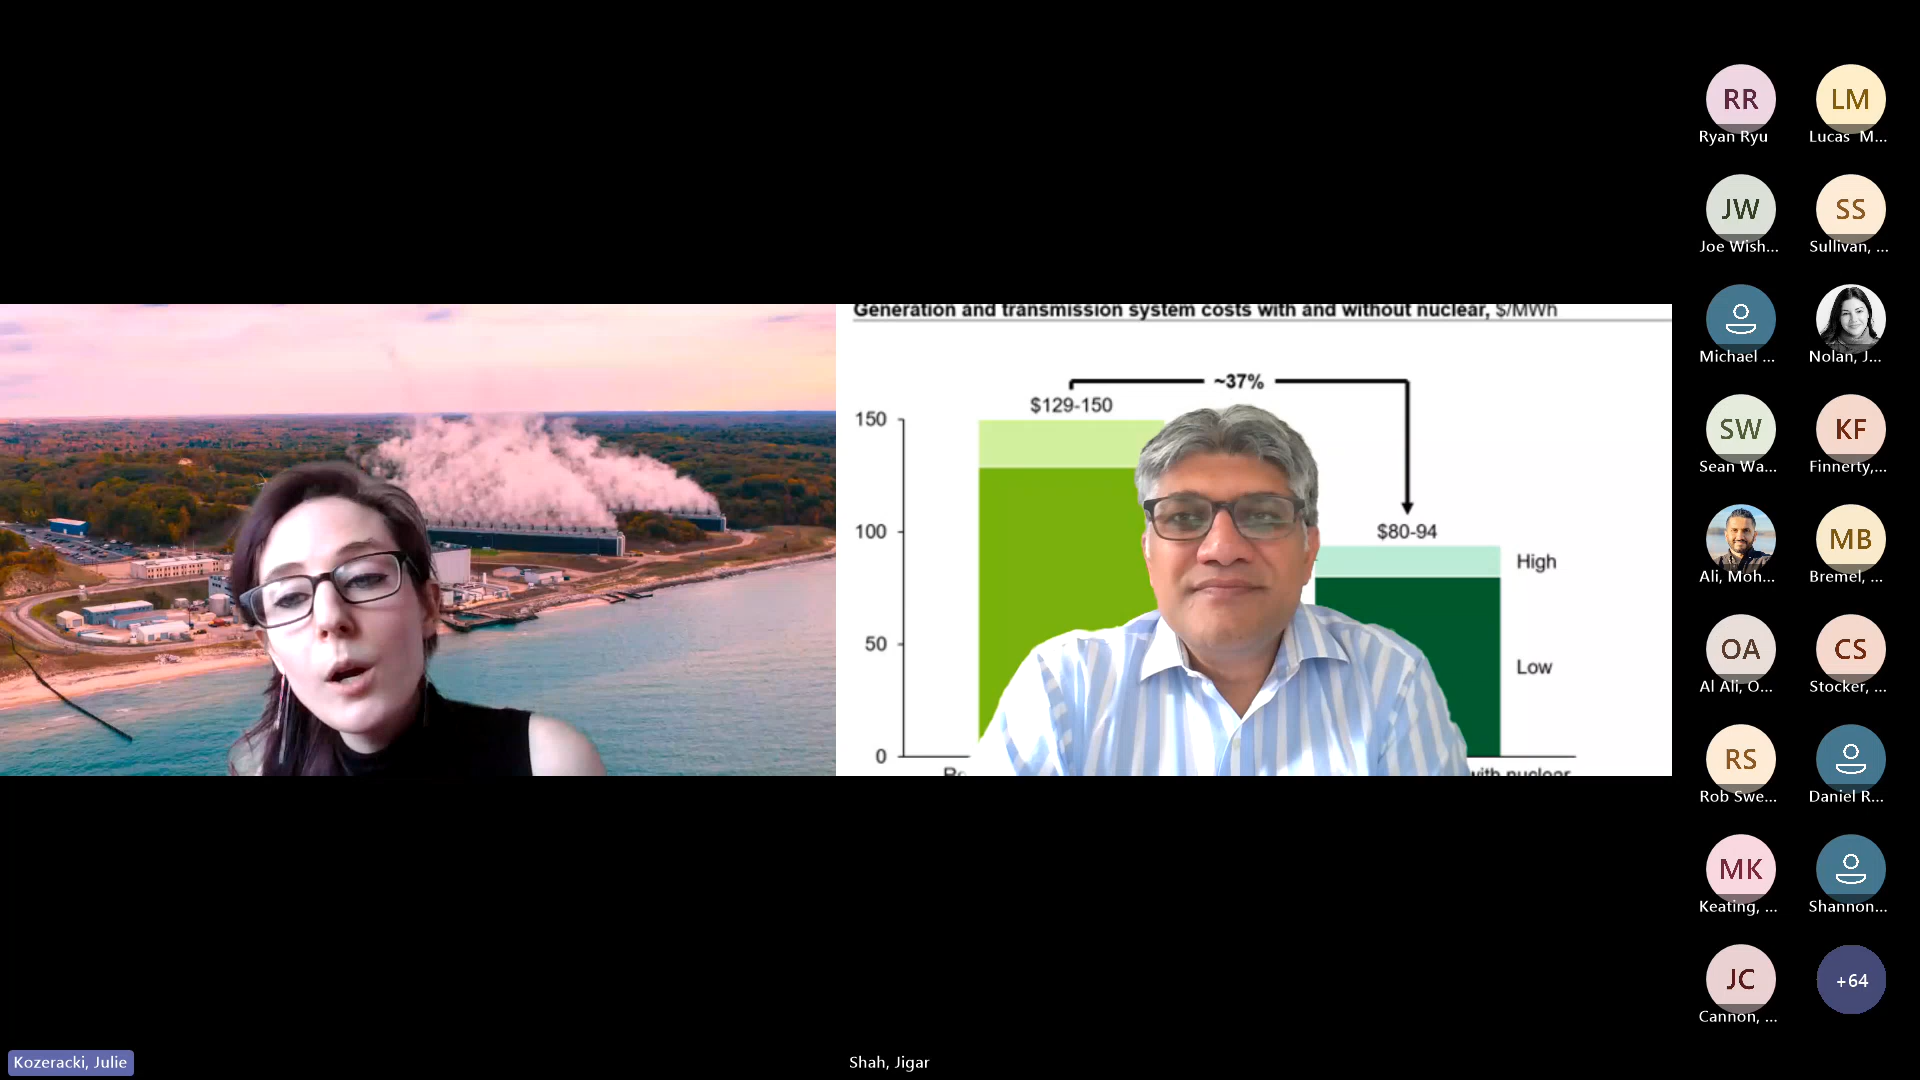 Generation and transmission system costs with and without nuclear, $/MWh
~37%
$129-150
150
100
$80-94
High
50
Low
0
with nuclear
Kozeracki, Julie
Shah, Jigar
RR
LM
Ryan Ryu
Lucas M...
JW
SS
Joe Wish...
Sullivan, ...
Michael ...
Nolan, J...
SW
KF
Sean Wa...
Finnerty,...
MB
Ali, Moh...
Bremel, ...
OA
CS
Al Ali, O...
Stocker, ...
RS
Rob Swe...
Daniel R...
MK
Keating, ...
Shannon...
JC
+64
Cannon, ...